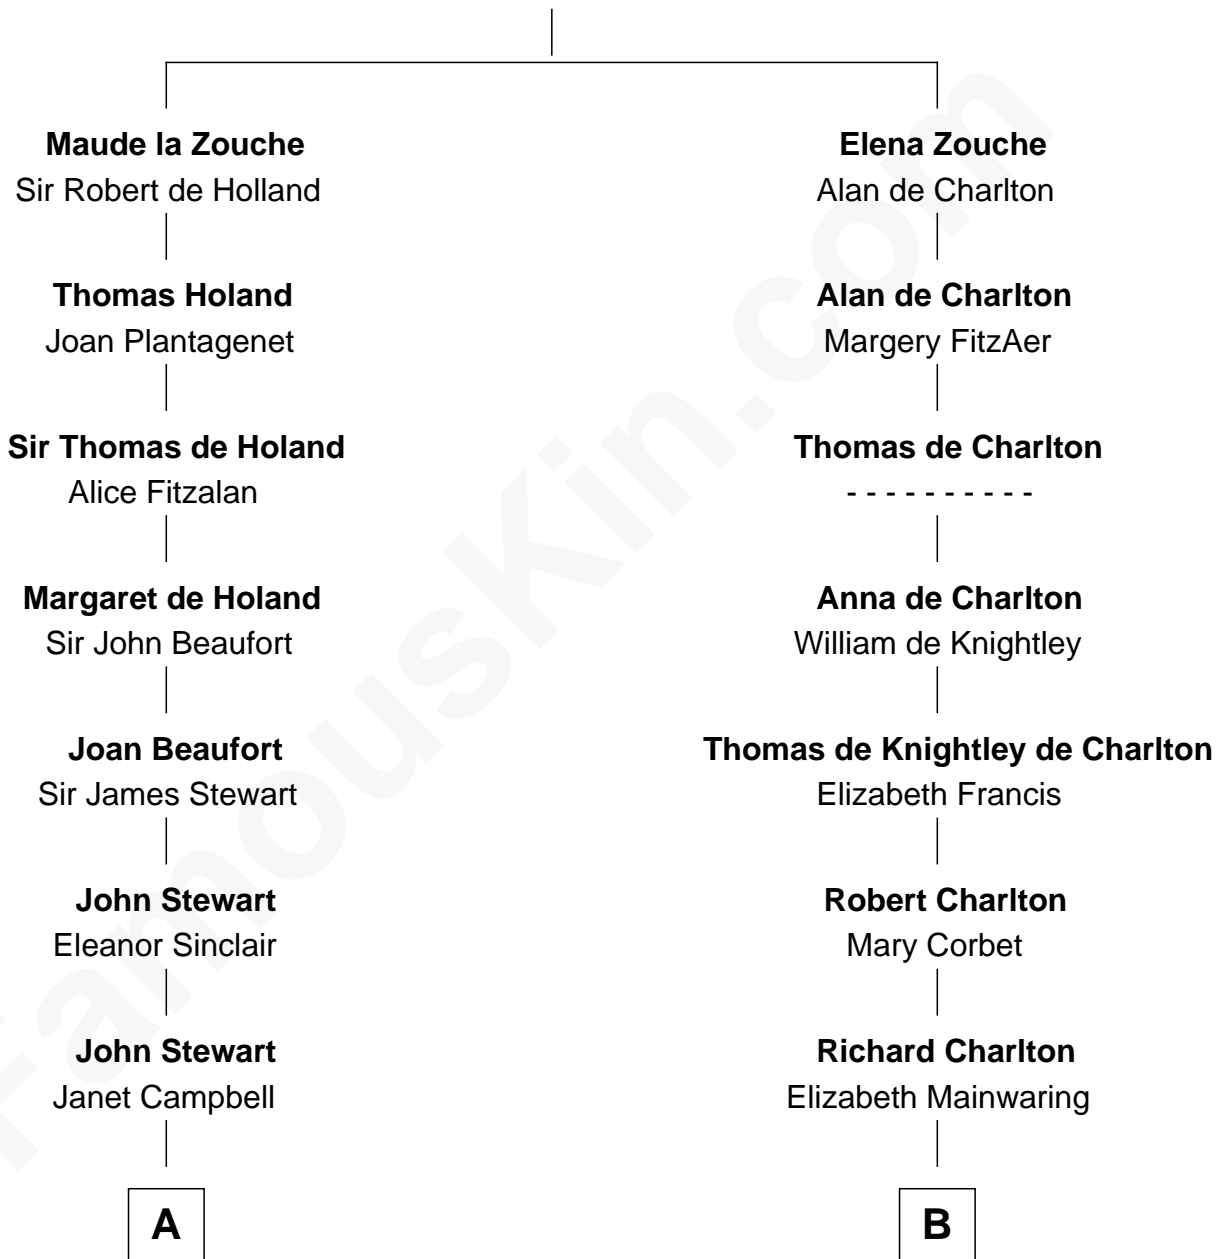 Maude la Zouche
Sir Robert de Holland
Thomas Holand
Joan Plantagenet
Sir Thomas de Holand
Alice Fitzalan
Margaret de Holand
Sir John Beaufort
Joan Beaufort
Sir James Stewart
John Stewart
Eleanor Sinclair
John Stewart
Janet Campbell
A
Elena Zouche
Alan de Charlton
Alan de Charlton
Margery FitzAer
Thomas de Charlton
- - - - - - - - - -
Anna de Charlton
William de Knightley
Thomas de Knightley de Charlton
Elizabeth Francis
Robert Charlton
Mary Corbet
Richard Charlton
Elizabeth Mainwaring
B
FamousKin.com